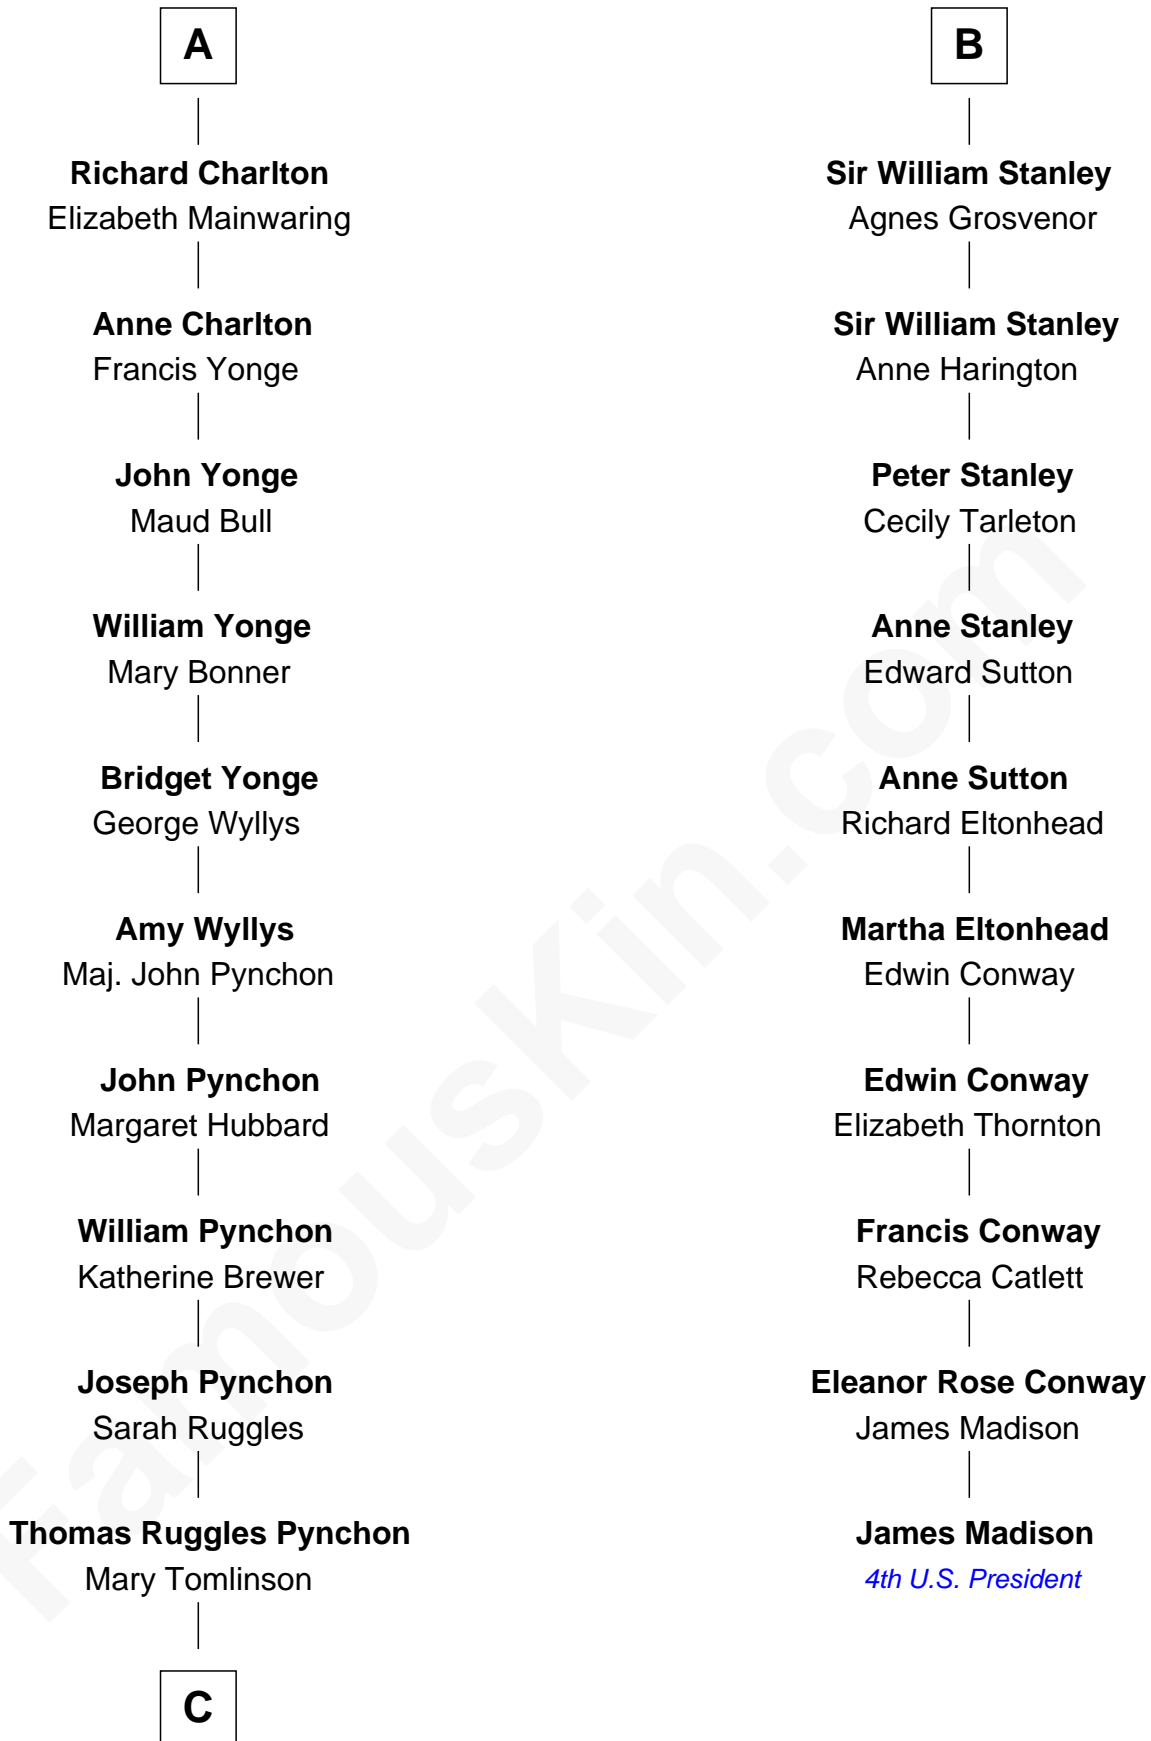 A
Richard Charlton
Elizabeth Mainwaring
Anne Charlton
Francis Yonge
John Yonge
Maud Bull
William Yonge
Mary Bonner
Bridget Yonge
George Wyllys
Amy Wyllys
Maj. John Pynchon
John Pynchon
Margaret Hubbard
William Pynchon
Katherine Brewer
Joseph Pynchon
Sarah Ruggles
Thomas Ruggles Pynchon
Mary Tomlinson
C
B
Sir William Stanley
Agnes Grosvenor
Sir William Stanley
Anne Harington
Peter Stanley
Cecily Tarleton
Anne Stanley
Edward Sutton
Anne Sutton
Richard Eltonhead
Martha Eltonhead
Edwin Conway
Edwin Conway
Elizabeth Thornton
Francis Conway
Rebecca Catlett
Eleanor Rose Conway
James Madison
James Madison
4th U.S. President
FamousKin.com